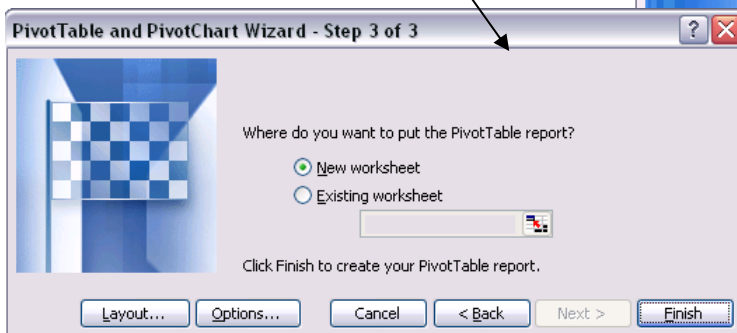 PivotTable and PivotChart Wizard - Step 3 of 3
?
Where do you want to put the PivotTable report?
New worksheet
Existing worksheet
Click Finish to create your PivotTable report.
Layout... Options... Cancel < Back Next > Finish